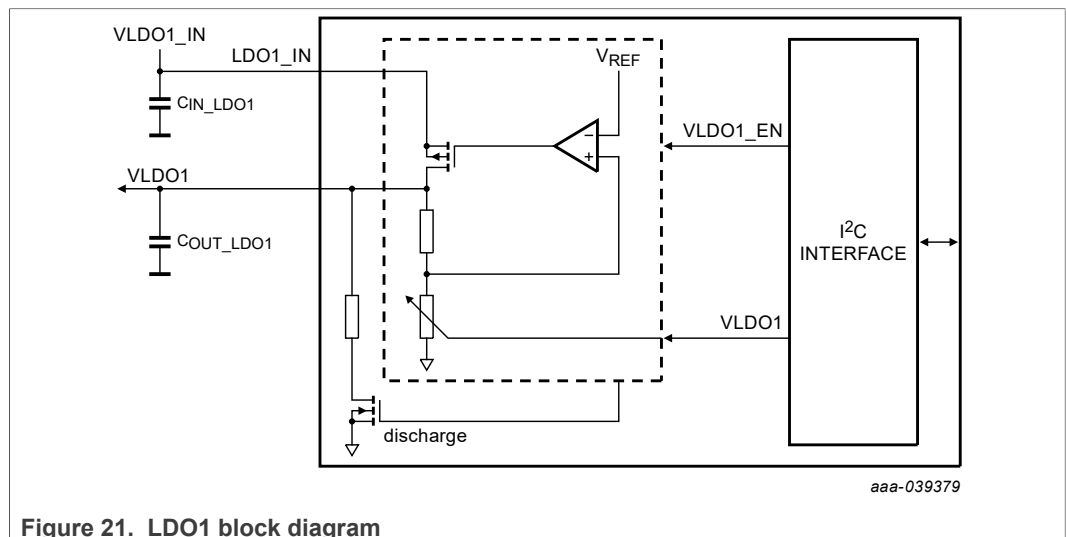 VLDO1_IN
LDO1_IN
VREF
CIN_LDO1
VLDO1_EN
−
+
VLDO1
COUT_LDO1
I2C
INTERFACE
VLDO1
discharge
aaa-039379
Figure 21. LDO1 block diagram